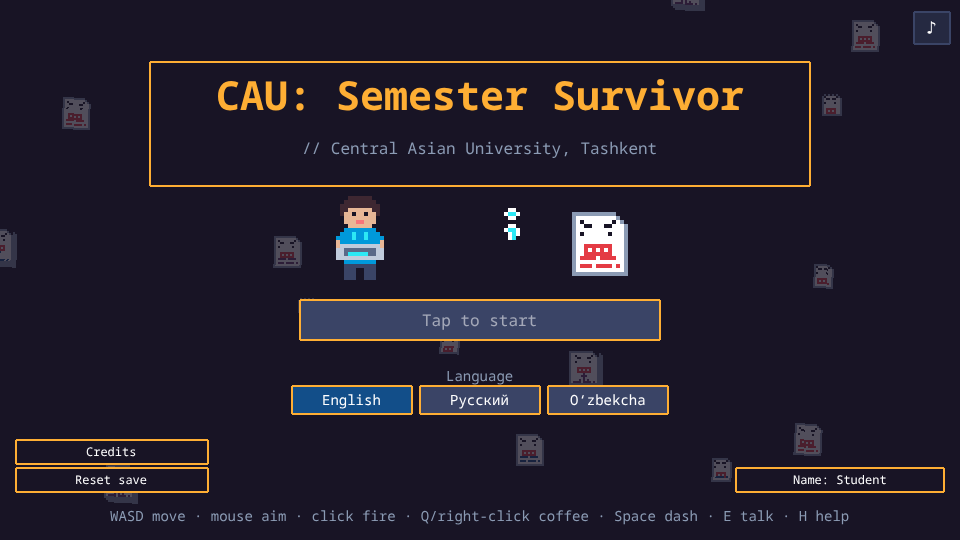 ♪
CAU: Semester Survivor
// Central Asian University, Tashkent
Tap to start
Language
English
Русский
Oʻzbekcha
Credits
Reset save
Name: Student
WASD move · mouse aim · click fire · Q/right-click coffee · Space dash · E talk · H help